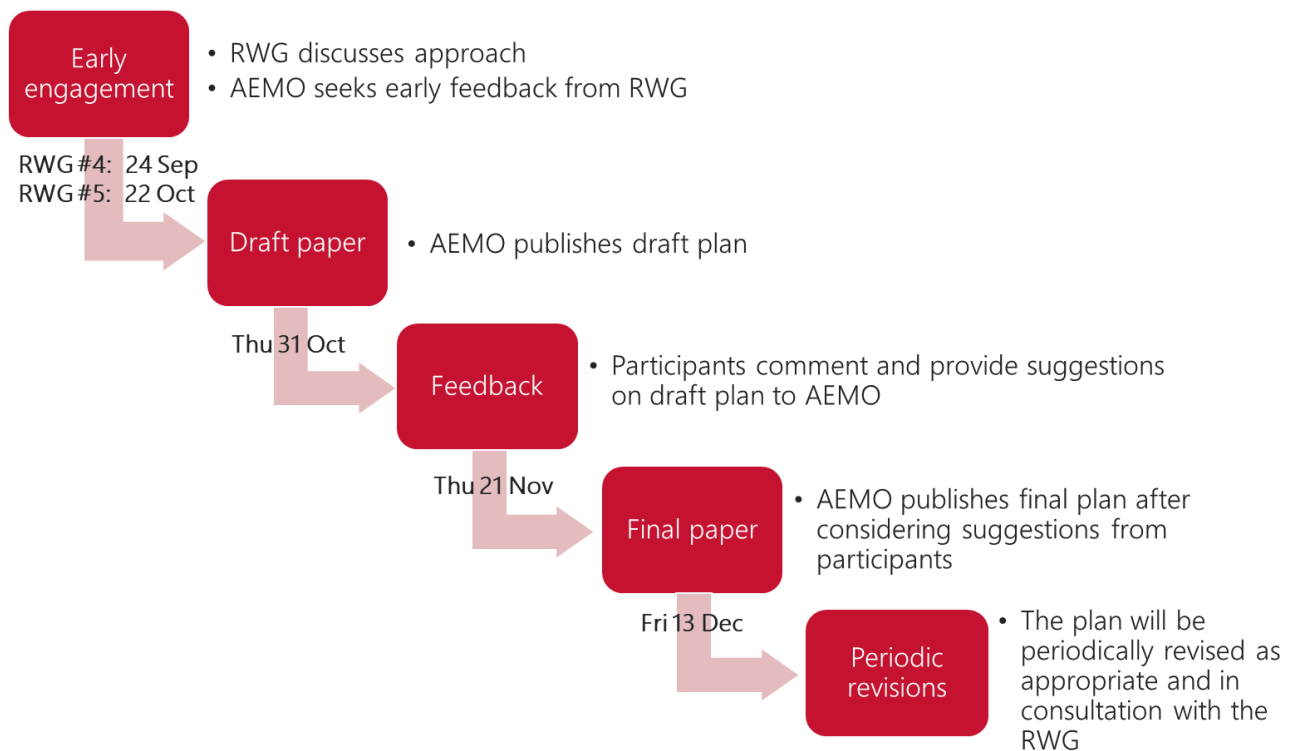 Early
engagement
• RWG discusses approach
• AEMO seeks early feedback from RWG
RWG #4: 24 Sep
RWG #5: 22 Oct
Draft paper
• AEMO publishes draft plan
Thu 31 Oct
Feedback
• Participants comment and provide suggestions
on draft plan to AEMO
Thu 21 Nov
Final paper
• AEMO publishes final plan after
considering suggestions from
participants
Fri 13 Dec
Periodic
revisions
• The plan will be
periodically revised as
appropriate and in
consultation with the
RWG